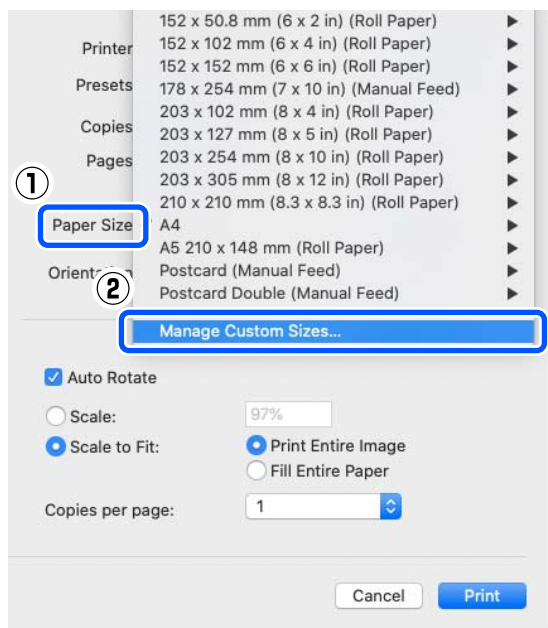 152 x 50.8 mm (6 x 2 in) (Roll Paper)
Printer
152 x 102 mm (6 x 4 in) (Roll Paper)
152 x 152 mm (6 x 6 in) (Roll Paper)
Presets
178 x 254 mm (7 x 10 in) (Manual Feed)
203 x 102 mm (8 x 4 in) (Roll Paper)
Copies
203 x 127 mm (8 x 5 in) (Roll Paper)
Pages
203 x 254 mm (8 x 10 in) (Roll Paper)
①
203 x 305 mm (8 x 12 in) (Roll Paper)
210 x 210 mm (8.3 x 8.3 in) (Roll Paper)
Paper Size
A4
A5 210 x 148 mm (Roll Paper)
Postcard (Manual Feed)
②
Postcard Double (Manual Feed)
Manage Custom Sizes...
Auto Rotate
Scale:
97%
Scale to Fit:
Print Entire Image
Fill Entire Paper
Copies per page:
1
Cancel
Print